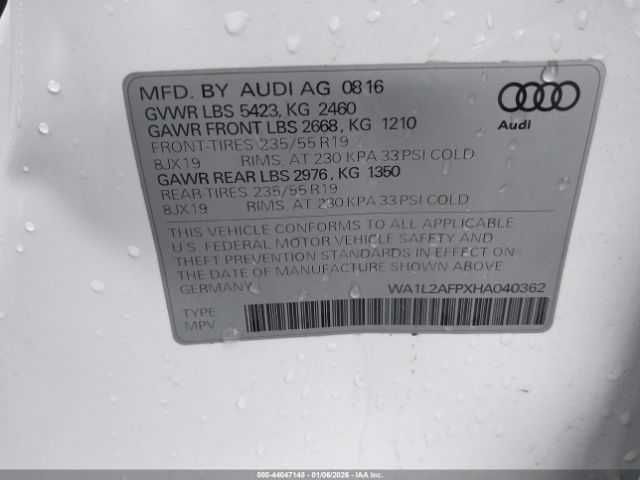 MFD. BY AUDI AG 08 16
GVWR LBS 5423, KG 2460
GAWR FRONT LBS 2668, KG 1210
FRONT-TIRES 235/55 R19
8JX19 RIMS, AT 230 KPA 33 PSI COLD
GAWR REAR LBS 2976, KG 1350
REAR-TIRES 235/55 R19
8JX19 RIMS, AT 230 KPA 33 PSI COLD
Audi
THIS VEHICLE CONFORMS TO ALL APPLICABLE
U.S. FEDERAL MOTOR VEHICLE SAFETY AND
THEFT PREVENTION STANDARDS IN EFFECT ON
THE DATE OF MANUFACTURE SHOWN ABOVE
GERMANY WA1L2AFPXHA040362
TYPE
MPV
000-44047143 - 01/06/2026 - IAA Inc.